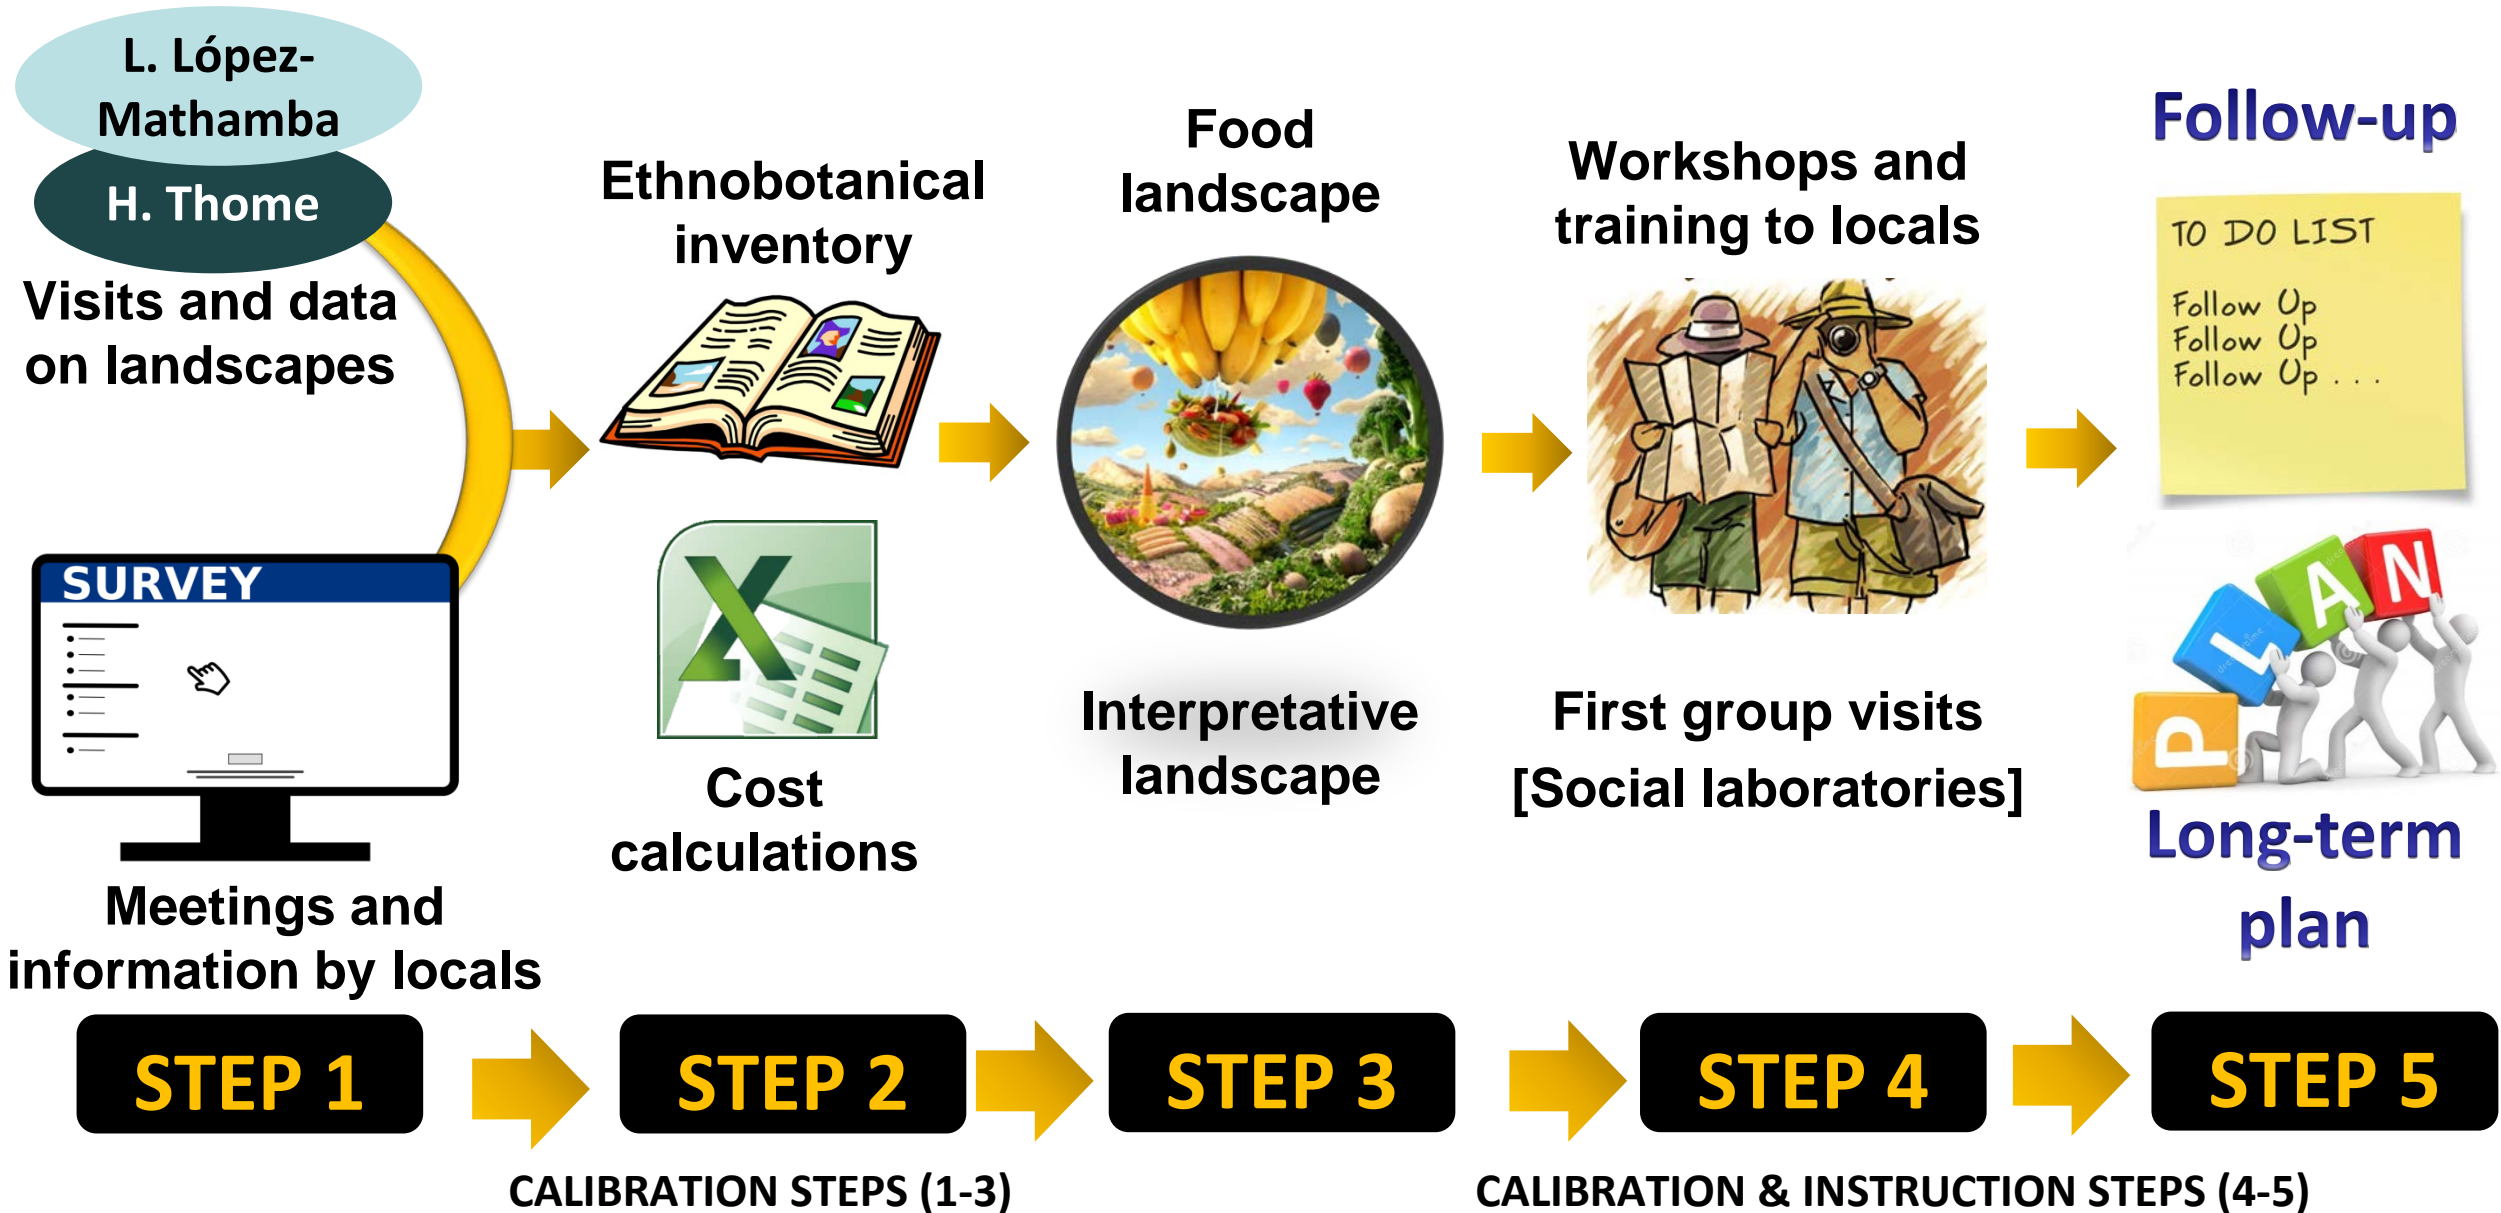 L. López-
Mathamba
H. Thome
Visits and data
on landscapes
SURVEY
Meetings and
information by locals
Ethnobotanical
inventory
X
Cost
calculations
Food
landscape
Interpretative
landscape
Workshops and
training to locals
First group visits
[Social laboratories]
Follow-up
TO DO LIST
Follow Up
Follow Up
Follow Up . . .
PLAN
Long-term
plan
STEP 1
STEP 2
STEP 3
STEP 4
STEP 5
CALIBRATION STEPS (1-3)
CALIBRATION & INSTRUCTION STEPS (4-5)